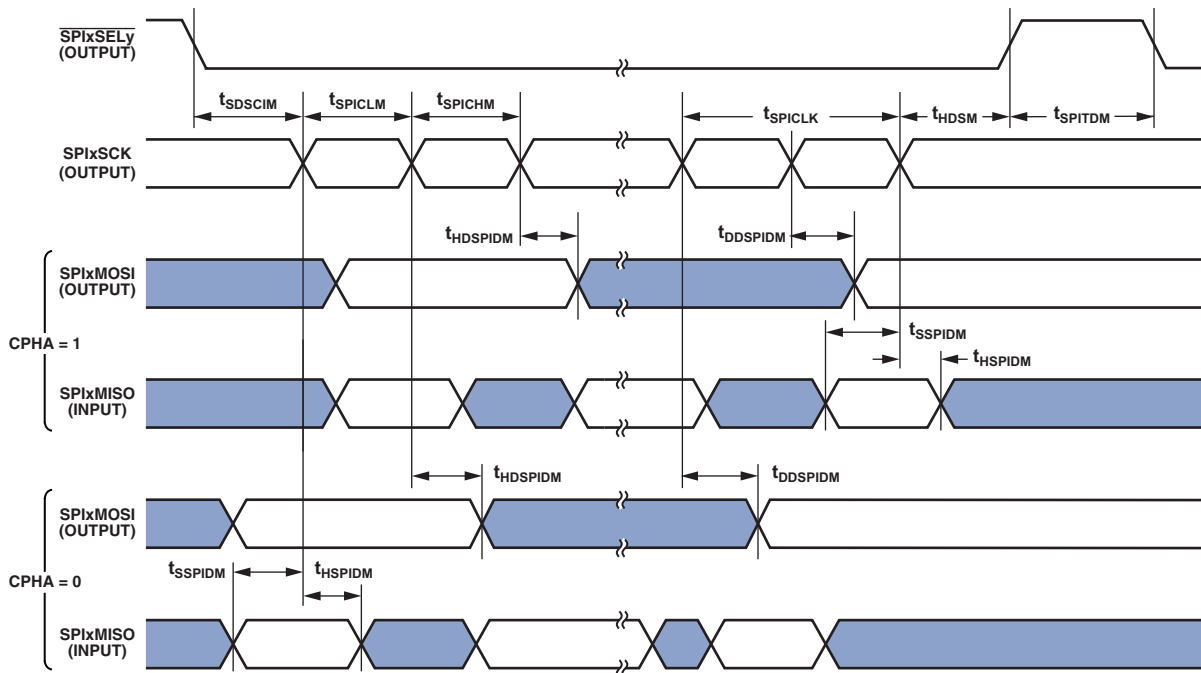 SPIxSELy
(OUTPUT)
tSDSCIM
tSPICLM
tSPICHM
tSPICLK
tHDSM
tSPITDM
SPIxSCK
(OUTPUT)
tHDSPIDM
tDDSPIDM
SPIxMOSI
(OUTPUT)
CPHA = 1
tSSPIDM
tHSPIDM
SPIxMISO
(INPUT)
tHDSPIDM
tDDSPIDM
SPIxMOSI
(OUTPUT)
CPHA = 0
tSSPIDM
tHSPIDM
SPIxMISO
(INPUT)